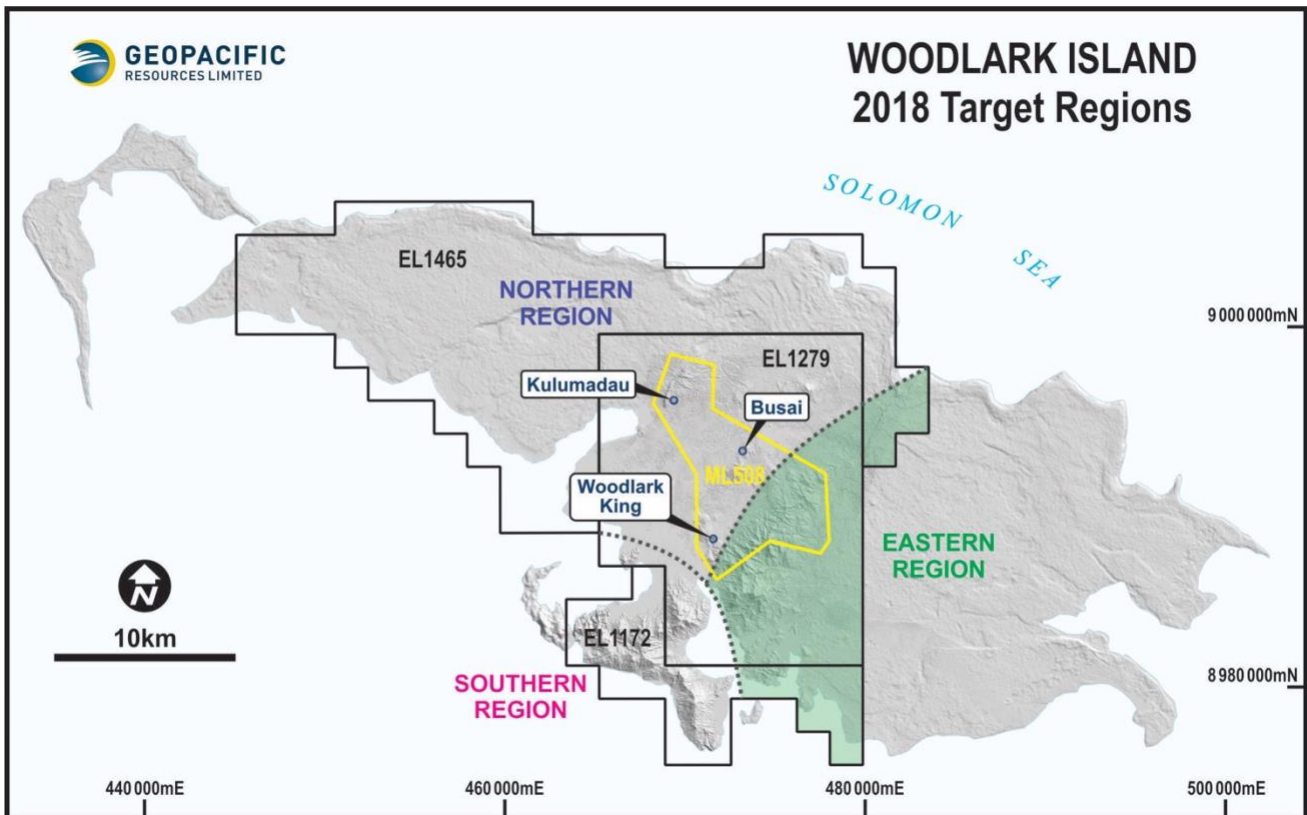 GEOPACIFIC
RESOURCES LIMITED
WOODLARK ISLAND
2018 Target Regions
SOLOMON
SEA
EL1465
NORTHERN
REGION
9 000 000mN
EL1279
Kulumadau
Busai
ML508
Woodlark
King
EASTERN
REGION
N
10km
EL1172
SOUTHERN
REGION
8 980 000mN
440 000mE
460 000mE
480 000mE
500 000mE